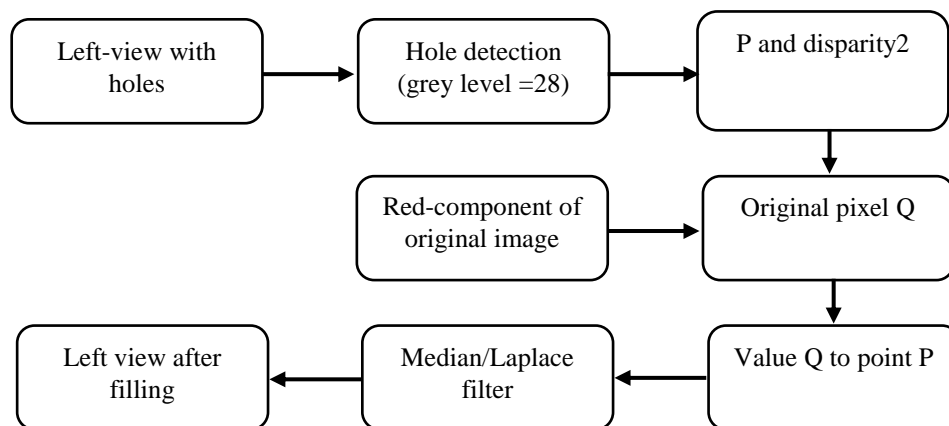 Left-view with
holes
Hole detection
(grey level =28)
P and disparity2
Red-component of
original image
Original pixel Q
Left view after
filling
Median/Laplace
filter
Value Q to point P